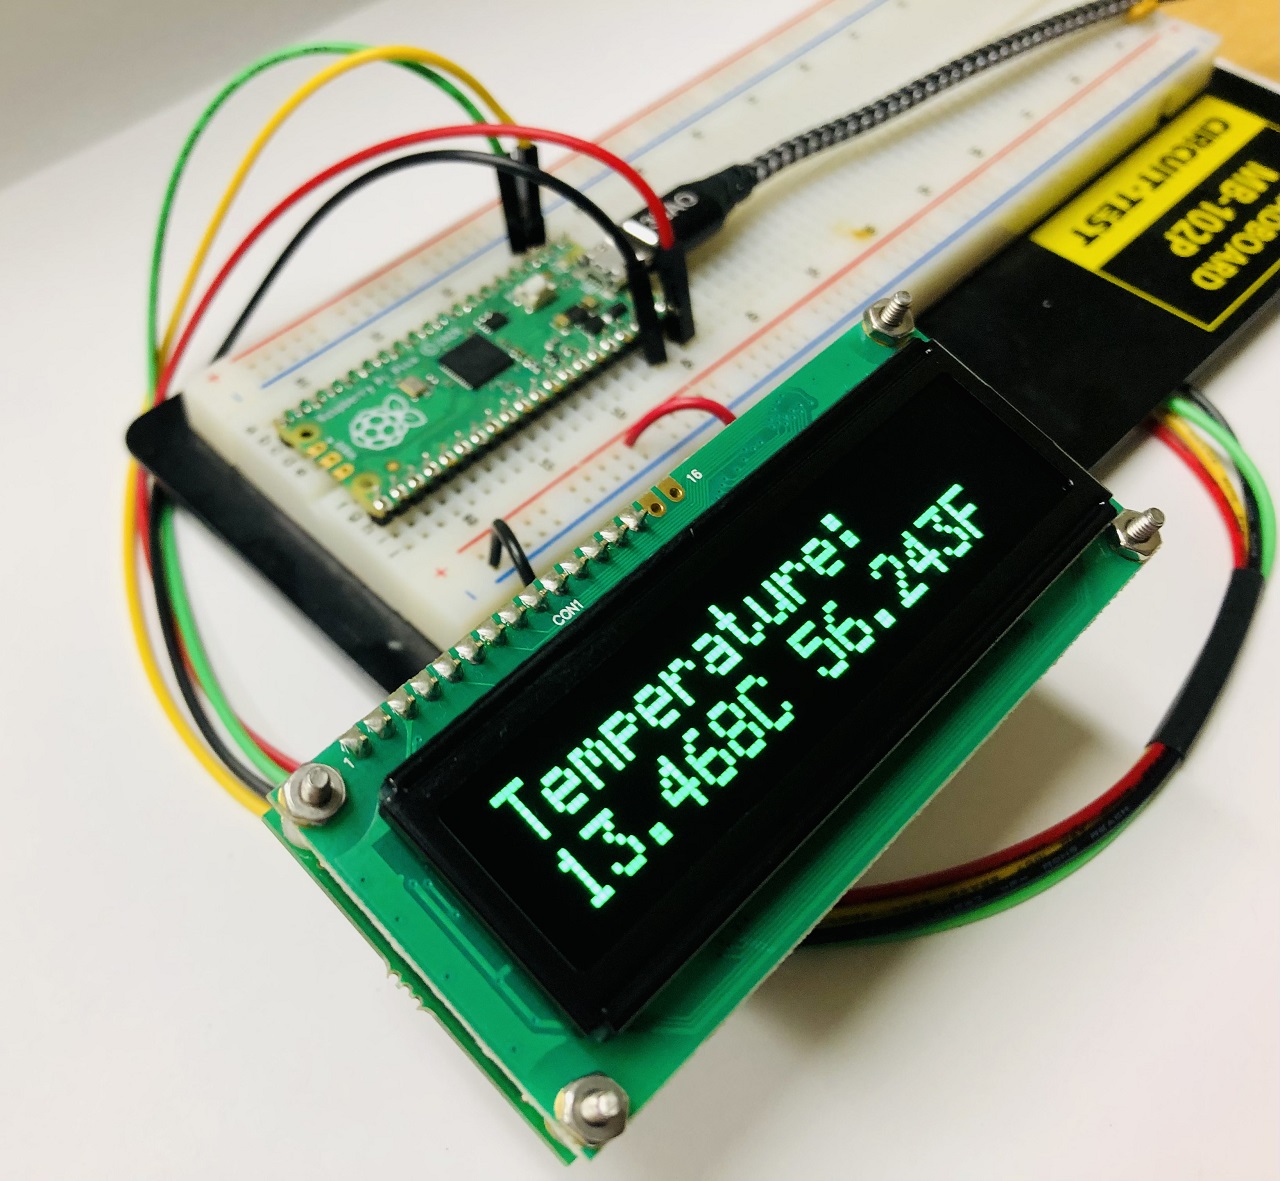 Temperature:
13.468C 56.243F
CON1
1
16
CIRCUIT-TEST
MB-102P